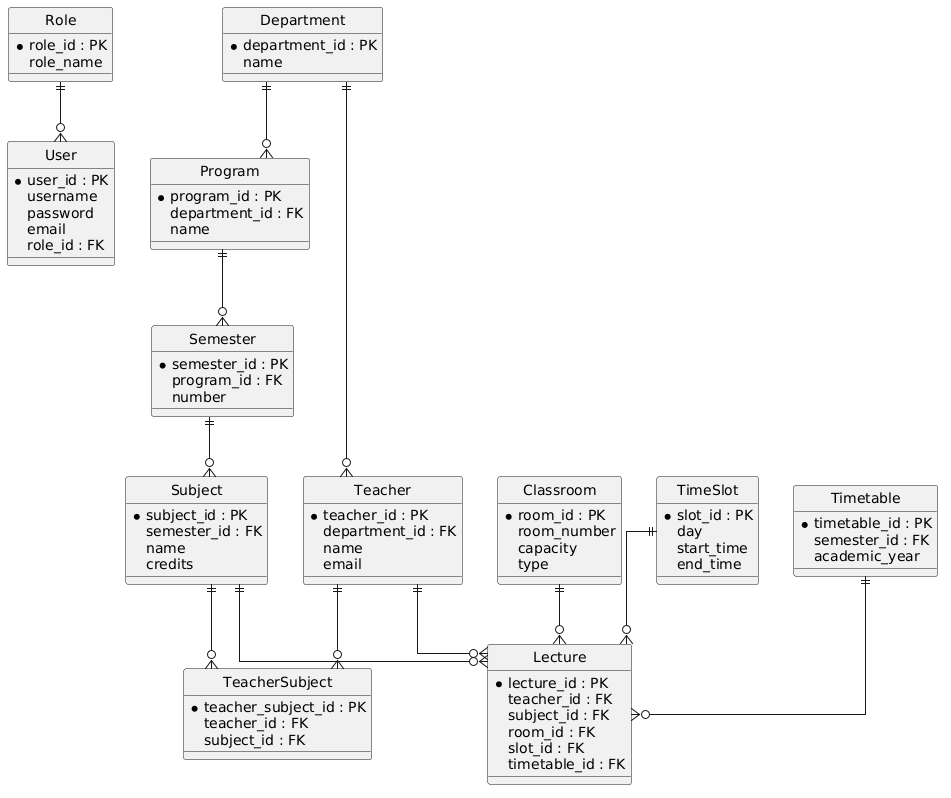 Role
role_id : PK
role_name
Department
department_id : PK
name
User
user_id : PK
username
password
email
role_id : FK
Program
program_id : PK
department_id : FK
name
Semester
semester_id : PK
program_id : FK
number
Subject
subject_id : PK
semester_id : FK
name
credits
Teacher
teacher_id : PK
department_id : FK
name
email
Classroom
room_id : PK
room_number
capacity
type
TimeSlot
slot_id : PK
day
start_time
end_time
Timetable
timetable_id : PK
semester_id : FK
academic_year
TeacherSubject
teacher_subject_id : PK
teacher_id : FK
subject_id : FK
Lecture
lecture_id : PK
teacher_id : FK
subject_id : FK
room_id : FK
slot_id : FK
timetable_id : FK